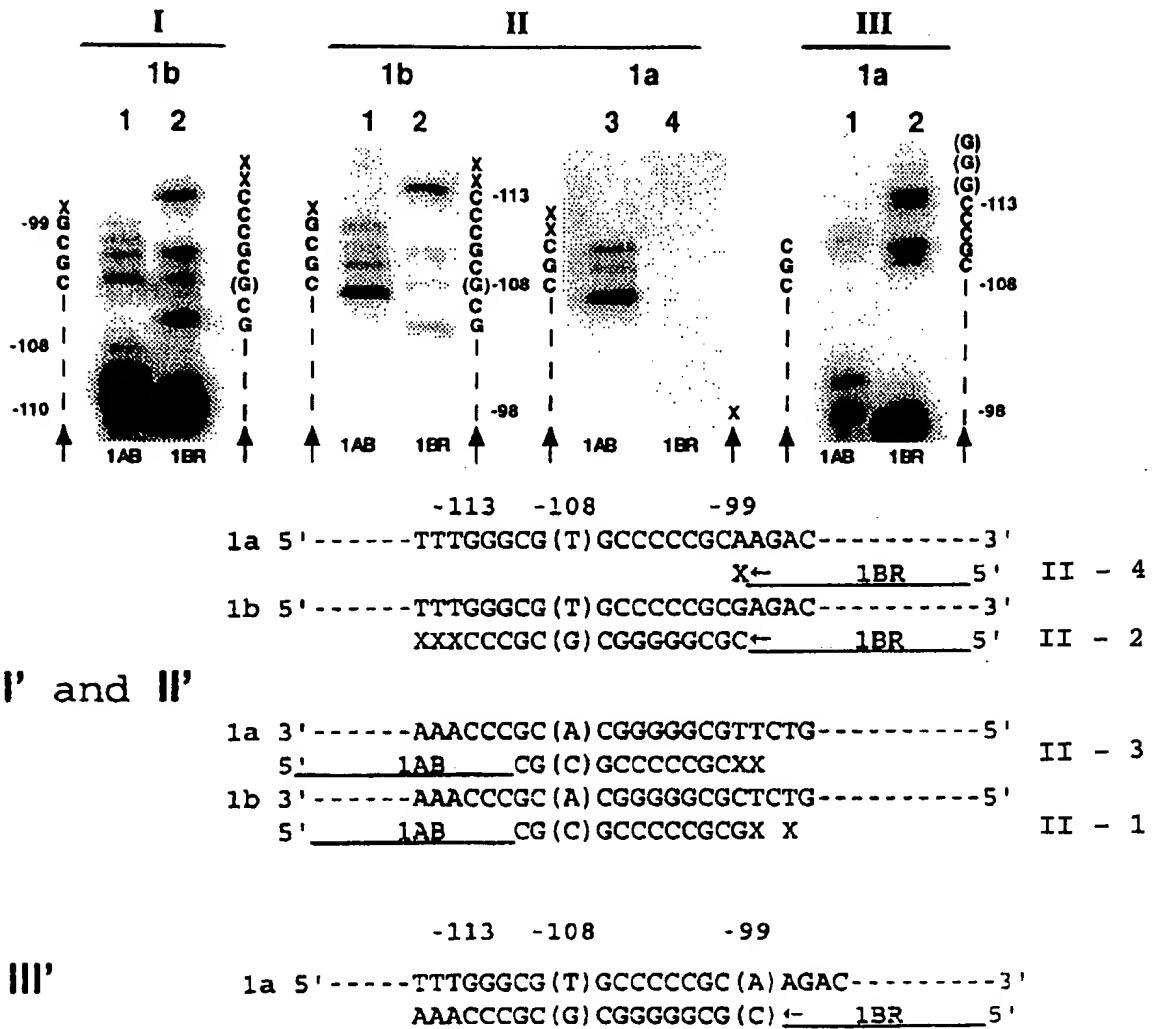 I II III
1b 1b 1a 1a
1 2 1 2 3 4 1 2
X
G
C
G
C
-99
-108
-110
X
X
C
C
C
G
C
(G)
C
G
X
G
C
G
C
X
X
C
C
C
G
C
(G)
C
G
-113
-108
-98
X
X
C
G
C
X
C
G
C
(G)
(G)
(G)
C
-113
-108
-98
1AB 1BR 1AB 1BR 1AB 1BR 1AB 1BR
-113 -108 -99
1a 5'------TTTGGGCG(T)GCCCCCGCAAGAC----------3'
X← 1BR 5' II - 4
1b 5'------TTTGGGCG(T)GCCCCCGCGAGAC----------3'
XXXCCCGC(G)CGGGGGCGC← 1BR 5' II - 2
I' and II'
1a 3'------AAACCCGC(A)CGGGGGCGTTCTG----------5'
5' 1AB CG(C)GCCCCCGCXX II - 3
1b 3'------AAACCCGC(A)CGGGGGCGCTCTG----------5'
5' 1AB CG(C)GCCCCCGCGX X II - 1
-113 -108 -99
III' 1a 5'-----TTTGGGCG(T)GCCCCCGC(A)AGAC---------3'
AAACCCGC(G)CGGGGGCG(C)← 1BR 5'